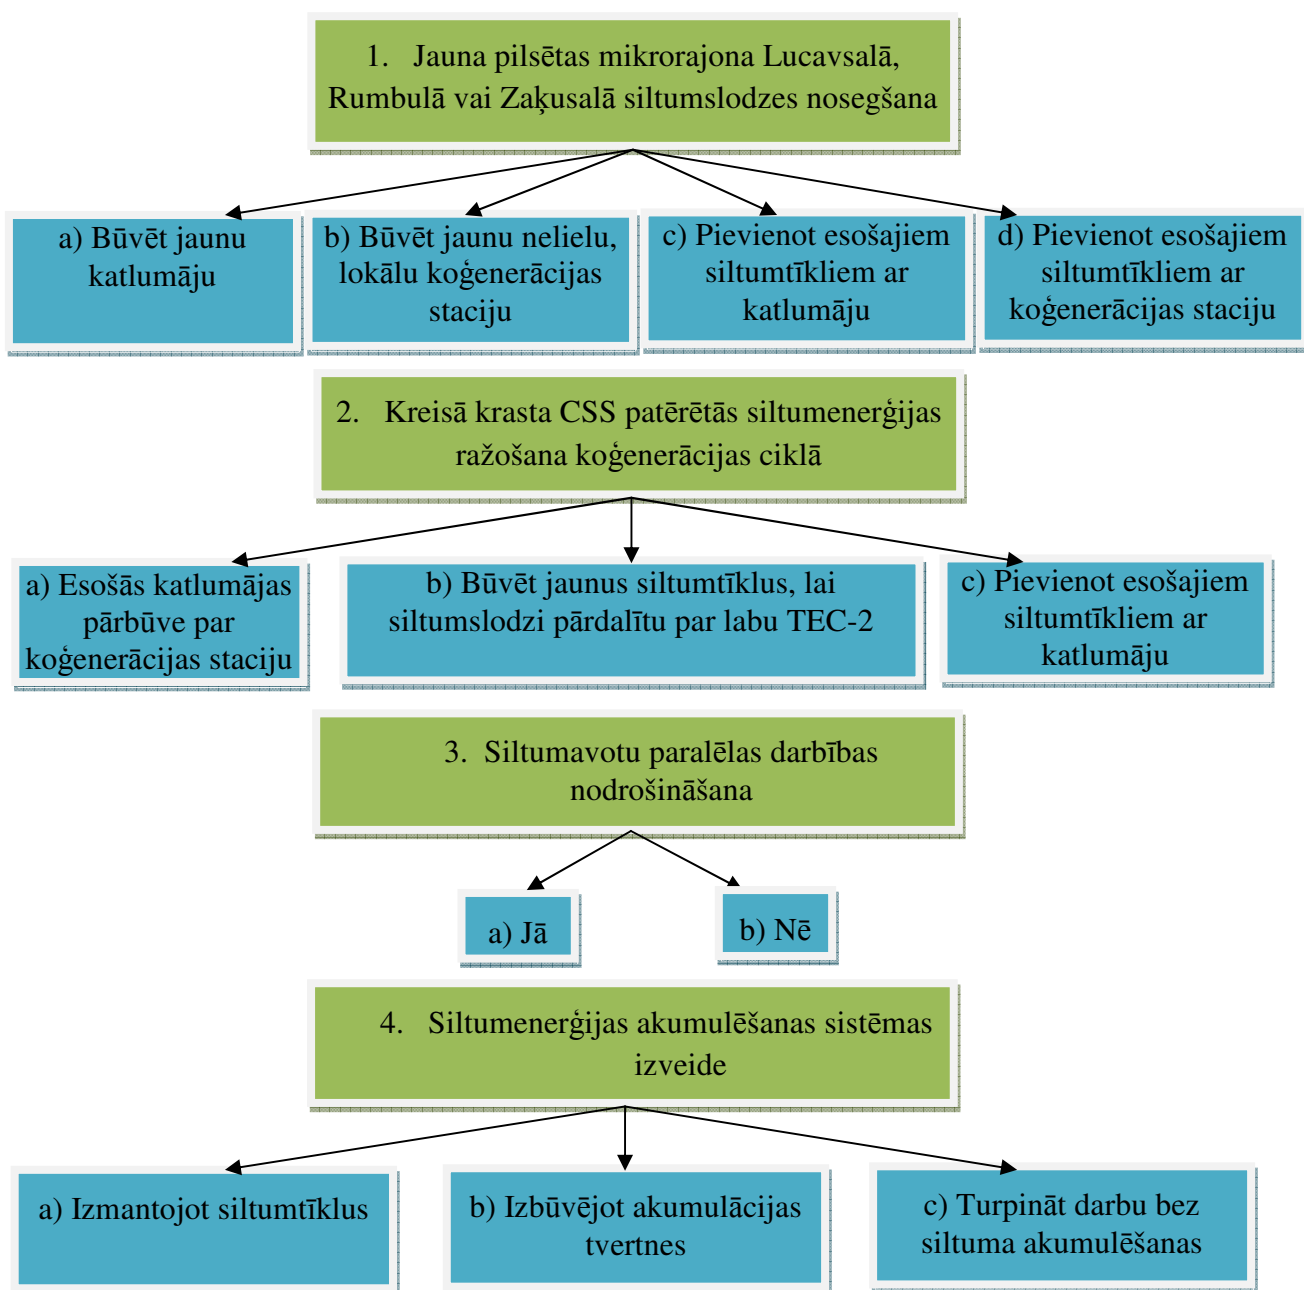 1. Jauna pilsētas mikrorajona Lucavsalā,
Rumbulā vai Zaķusalā siltumslodzes nosegšana
a) Būvēt jaunu
katlumāju
b) Būvēt jaunu nelielu,
lokālu koģenerācijas
staciju
c) Pievienot esošajiem
siltumtīkliem ar
katlumāju
d) Pievienot esošajiem
siltumtīkliem ar
koģenerācijas staciju
2. Kreisā krasta CSS patērētās siltumenerģijas
ražošana koģenerācijas ciklā
a) Esošās katlumājas
pārbūve par
koģenerācijas staciju
b) Būvēt jaunus siltumtīklus, lai
siltumslodzi pārdalītu par labu TEC-2
c) Pievienot esošajiem
siltumtīkliem ar
katlumāju
3. Siltumavotu paralēlas darbības
nodrošināšana
a) Jā
b) Nē
4. Siltumenerģijas akumulēšanas sistēmas
izveide
a) Izmantojot siltumtīklus
b) Izbūvējot akumulācijas
tvertnes
c) Turpināt darbu bez
siltuma akumulēšanas